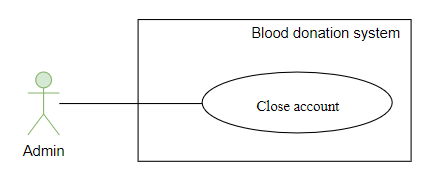 Blood donation system
Close account
Admin